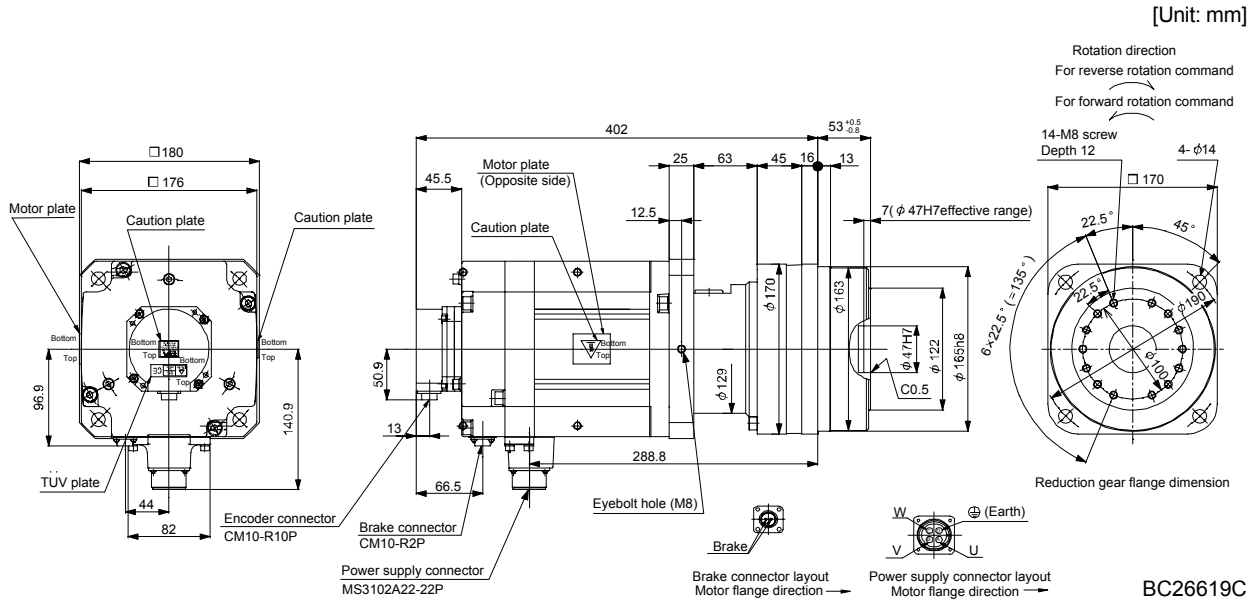 [Unit: mm]
Rotation direction
For reverse rotation command
For forward rotation command
402
53 +0.5 -0.8
14-M8 screw
Depth 12
4- ϕ14
□ 180
□ 176
□ 170
Motor plate
Caution plate
Caution plate
45.5
Motor plate
(Opposite side)
25
63
45
16
13
12.5
Caution plate
7( ϕ 47H7effective range)
22.5°
45°
22.5°
6×22.5° (=135°)
ϕ190
ϕ100
Bottom
Top
Bottom
Top
Bottom
Top
Bottom
Top
Bottom
Top
CE
96.9
140.9
50.9
ϕ129
ϕ170
ϕ163
ϕ47H7
ϕ122
ϕ165h8
C0.5
13
66.5
288.8
TÜV plate
44
82
Encoder connector
CM10-R10P
Brake connector
CM10-R2P
Power supply connector
MS3102A22-22P
Eyebolt hole (M8)
Reduction gear flange dimension
Brake
Brake connector layout
Motor flange direction
W
V
U
(Earth)
Power supply connector layout
Motor flange direction
BC26619C